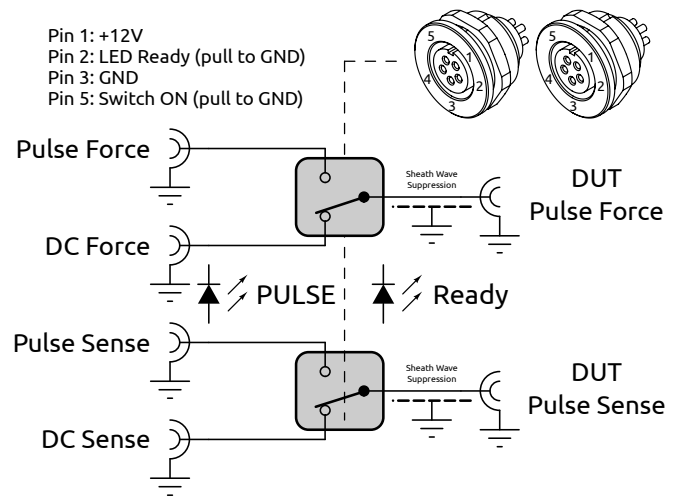 Pin 1: +12V
Pin 2: LED Ready (pull to GND)
Pin 3: GND
Pin 5: Switch ON (pull to GND)
5
1
4
2
3
5
1
4
2
3
Pulse Force
Sheath Wave
Suppression
DUT
Pulse Force
DC Force
PULSE
Ready
Pulse Sense
Sheath Wave
Suppression
DUT
Pulse Sense
DC Sense